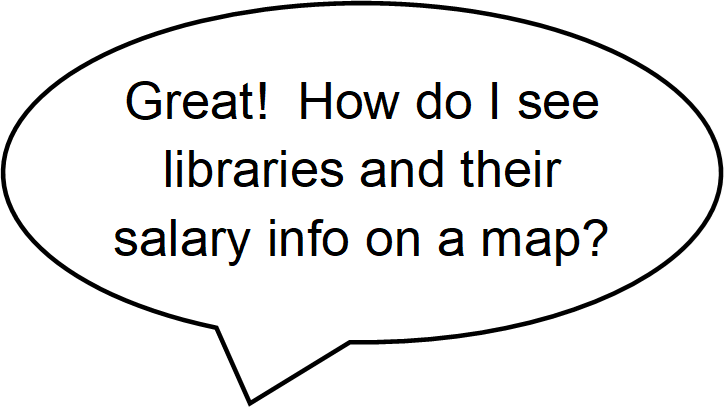 Great!  How do I see
libraries and their
salary info on a map?